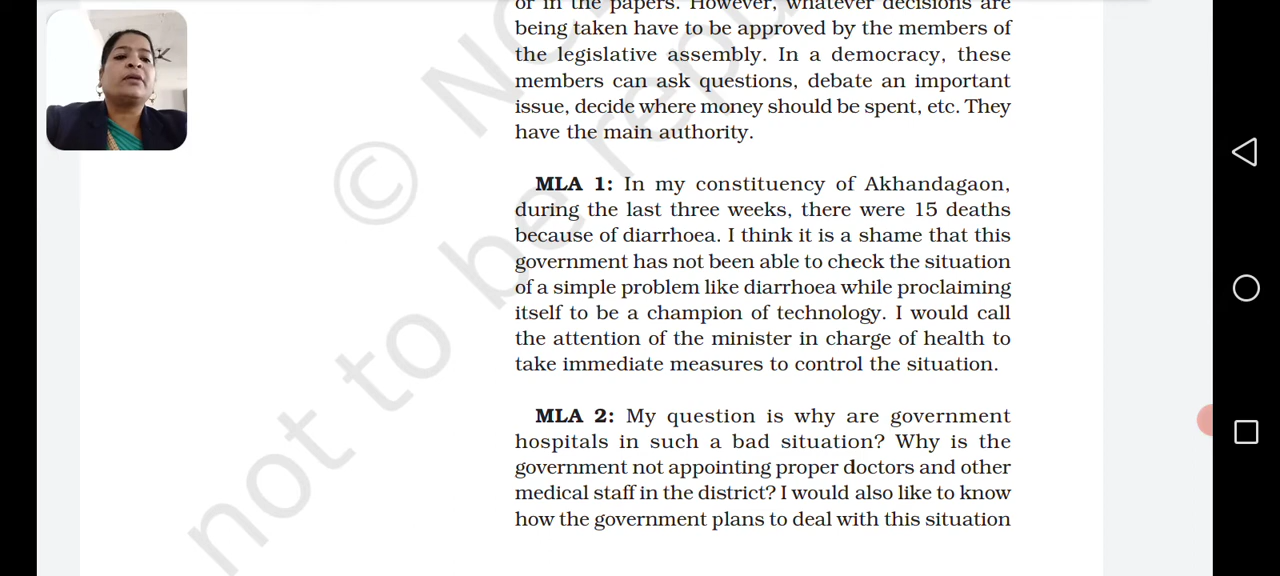 or in the papers. However, whatever decisions are
being taken have to be approved by the members of
the legislative assembly. In a democracy, these
members can ask questions, debate an important
issue, decide where money should be spent, etc. They
have the main authority.
MLA 1: In my constituency of Akhandagaon,
during the last three weeks, there were 15 deaths
because of diarrhoea. I think it is a shame that this
government has not been able to check the situation
of a simple problem like diarrhoea while proclaiming
itself to be a champion of technology. I would call
the attention of the minister in charge of health to
take immediate measures to control the situation.
MLA 2: My question is why are government
hospitals in such a bad situation? Why is the
government not appointing proper doctors and other
medical staff in the district? I would also like to know
how the government plans to deal with this situation
© NC
not to be repu